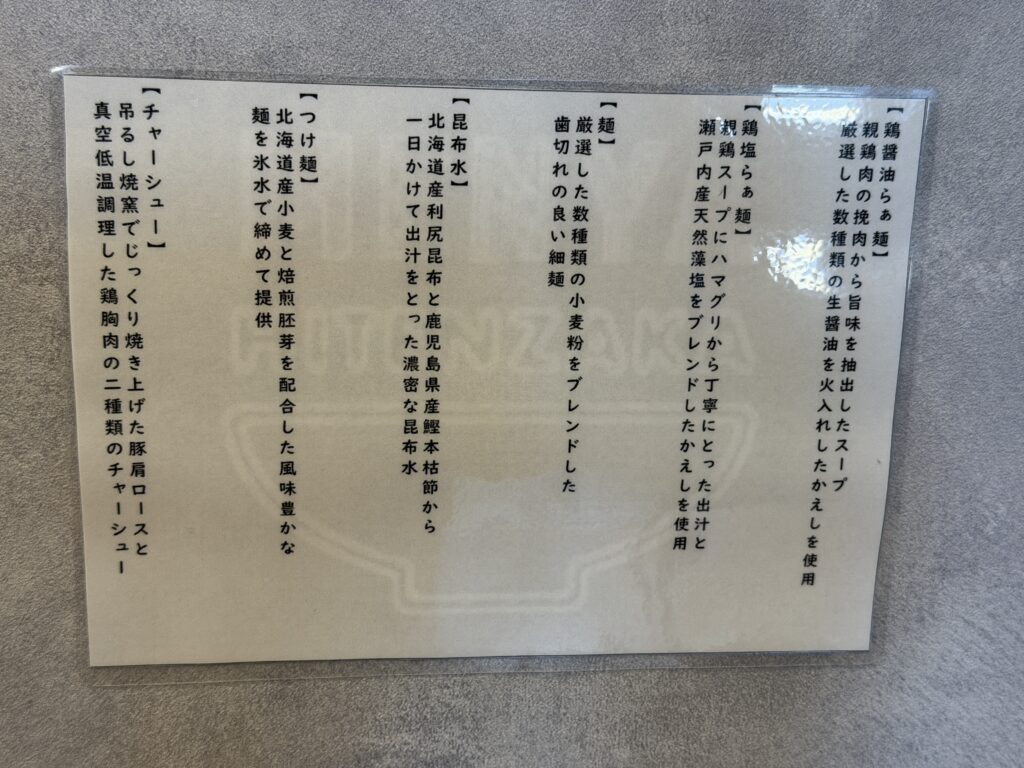 【鶏醤油らぁ麺】
親鶏肉の挽肉から旨味を抽出したスープ
厳選した数種類の生醤油を火入れしたかえしを使用
【鶏塩らぁ麺】
親鶏スープにハマグリから丁寧にとった出汁と
瀬戸内産天然藻塩をブレンドしたかえしを使用
【麺】
厳選した数種類の小麦粉をブレンドした
歯切れの良い細麺
【昆布水】
北海道産利尻昆布と鹿児島県産鰹本枯節から
一日かけて出汁をとった濃密な昆布水
【つけ麺】
北海道産小麦と焙煎胚芽を配合した風味豊かな
麺を氷水で締めて提供
【チャーシュー】
吊るし焼窯でじっくり焼き上げた豚肩ロースと
真空低温調理した鶏胸肉の二種類のチャーシュー